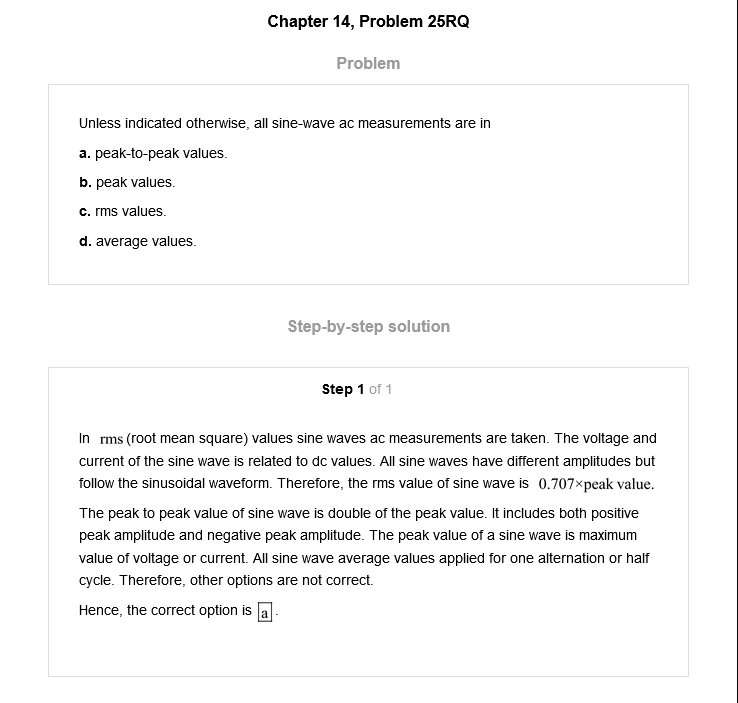 Chapter 14, Problem 25RQ
Problem
Unless indicated otherwise, all sine-wave ac measurements are in
a. peak-to-peak values.
b. peak values.
c. rms values.
d. average values.
Step-by-step solution
Step 1 of 1
In rms (root mean square) values sine waves ac measurements are taken. The voltage and
current of the sine wave is related to dc values. All sine waves have different amplitudes but
follow the sinusoidal waveform. Therefore, the rms value of sine wave is 0.707×peak value.
The peak to peak value of sine wave is double of the peak value. It includes both positive
peak amplitude and negative peak amplitude. The peak value of a sine wave is maximum
value of voltage or current. All sine wave average values applied for one alternation or half
cycle. Therefore, other options are not correct.
Hence, the correct option is a.